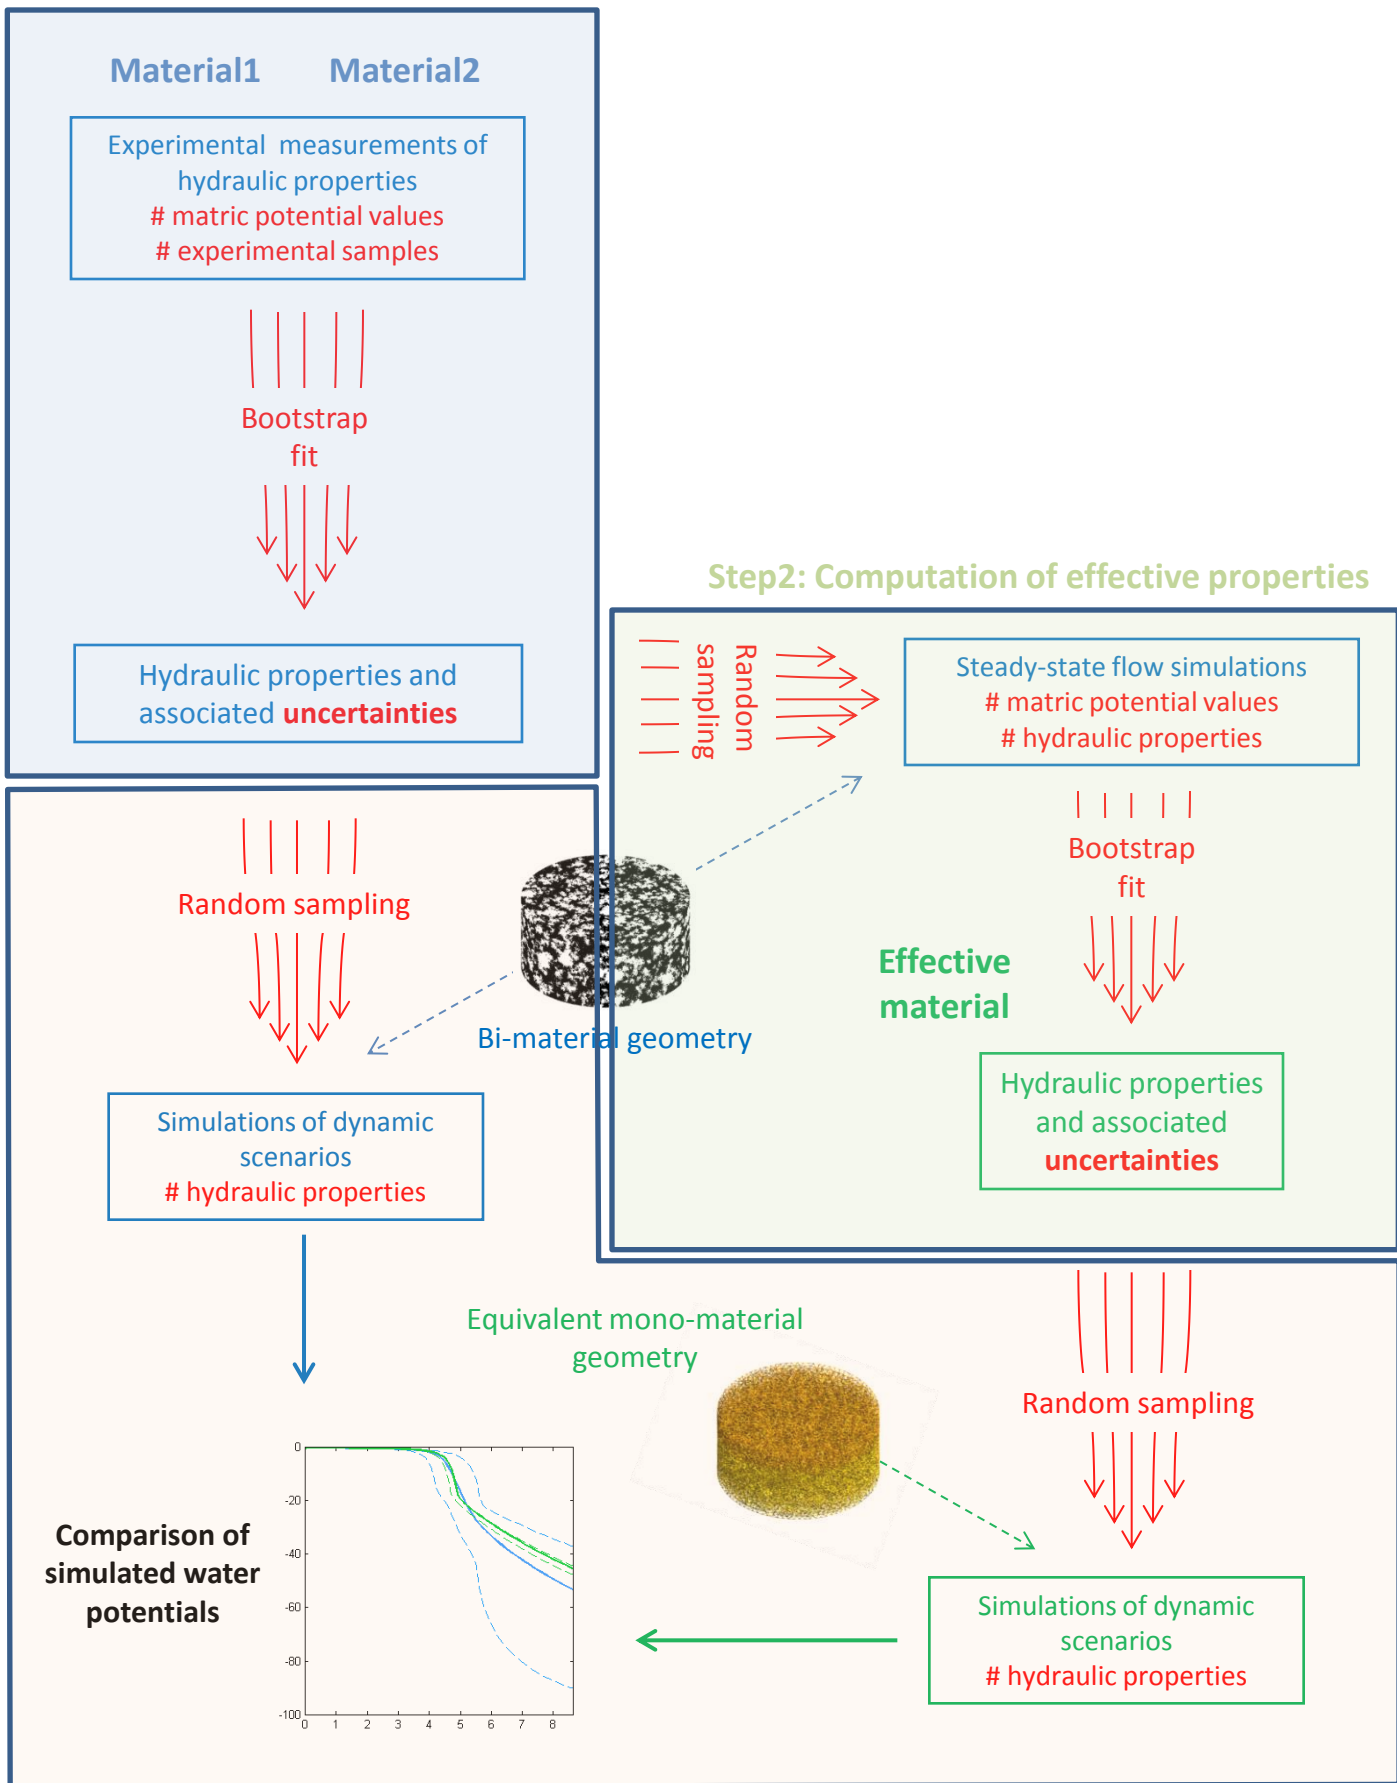 Material1 Material2
Experimental measurements of
hydraulic properties
# matric potential values
# experimental samples
Bootstrap
fit
Hydraulic properties and
associated uncertainties
Step2: Computation of effective properties
Random
sampling
Steady-state flow simulations
# matric potential values
# hydraulic properties
Bootstrap
fit
Effective
material
Hydraulic properties
and associated
uncertainties
Random sampling
Bi-material geometry
Simulations of dynamic
scenarios
# hydraulic properties
Equivalent mono-material
geometry
Random sampling
Comparison of
simulated water
potentials
0
-20
-40
-60
-80
-100
0 1 2 3 4 5 6 7 8
Simulations of dynamic
scenarios
# hydraulic properties